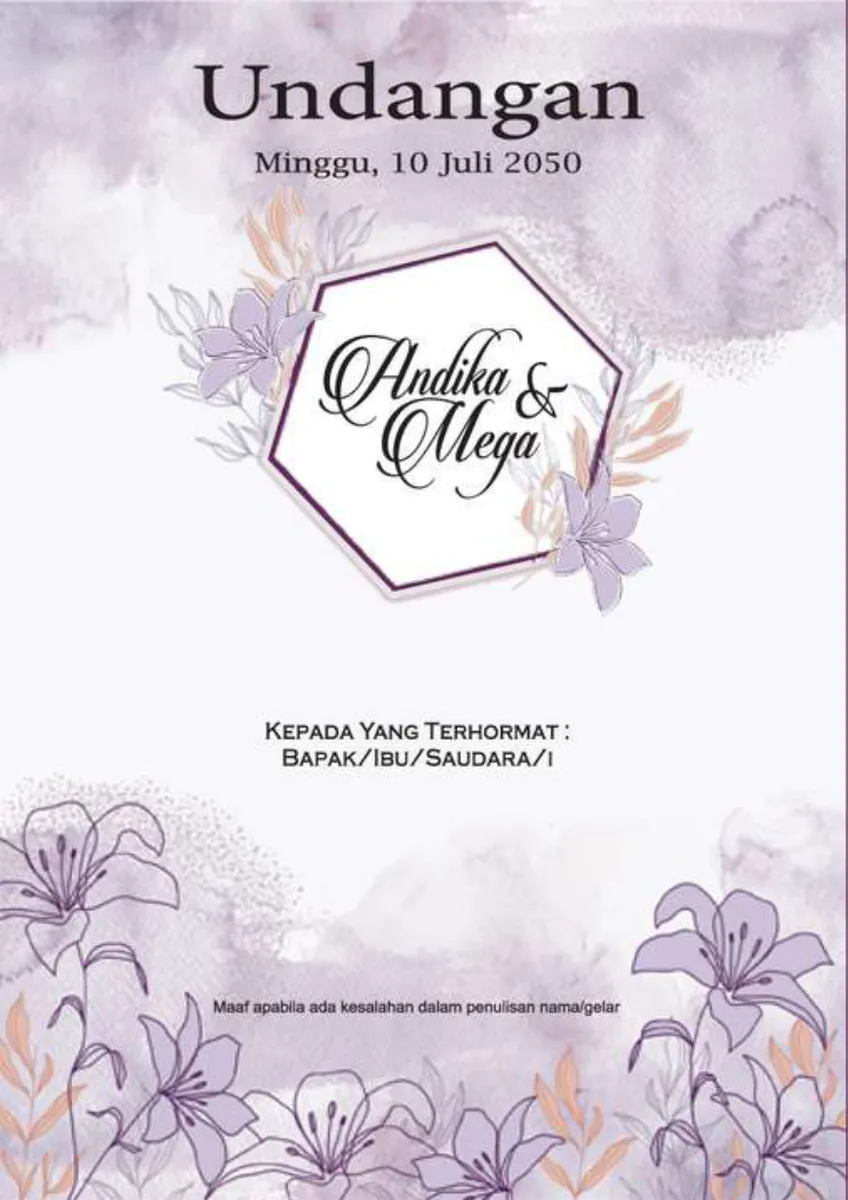 Undangan
Minggu, 10 Juli 2050
Andika &
Mega
Kepada Yang Terhormat :
Bapak/Ibu/Saudara/i
Maaf apabila ada kesalahan dalam penulisan nama/gelar